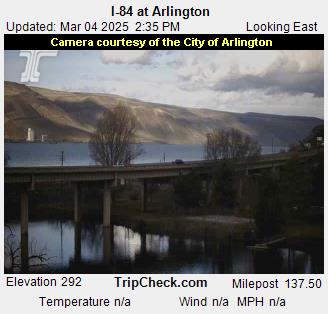 I-84 at Arlington
Updated: Mar 04 2025 2:35 PM Looking East
Camera courtesy of the City of Arlington
Elevation 292 TripCheck.com Milepost 137.50
Temperature n/a Wind n/a MPH n/a